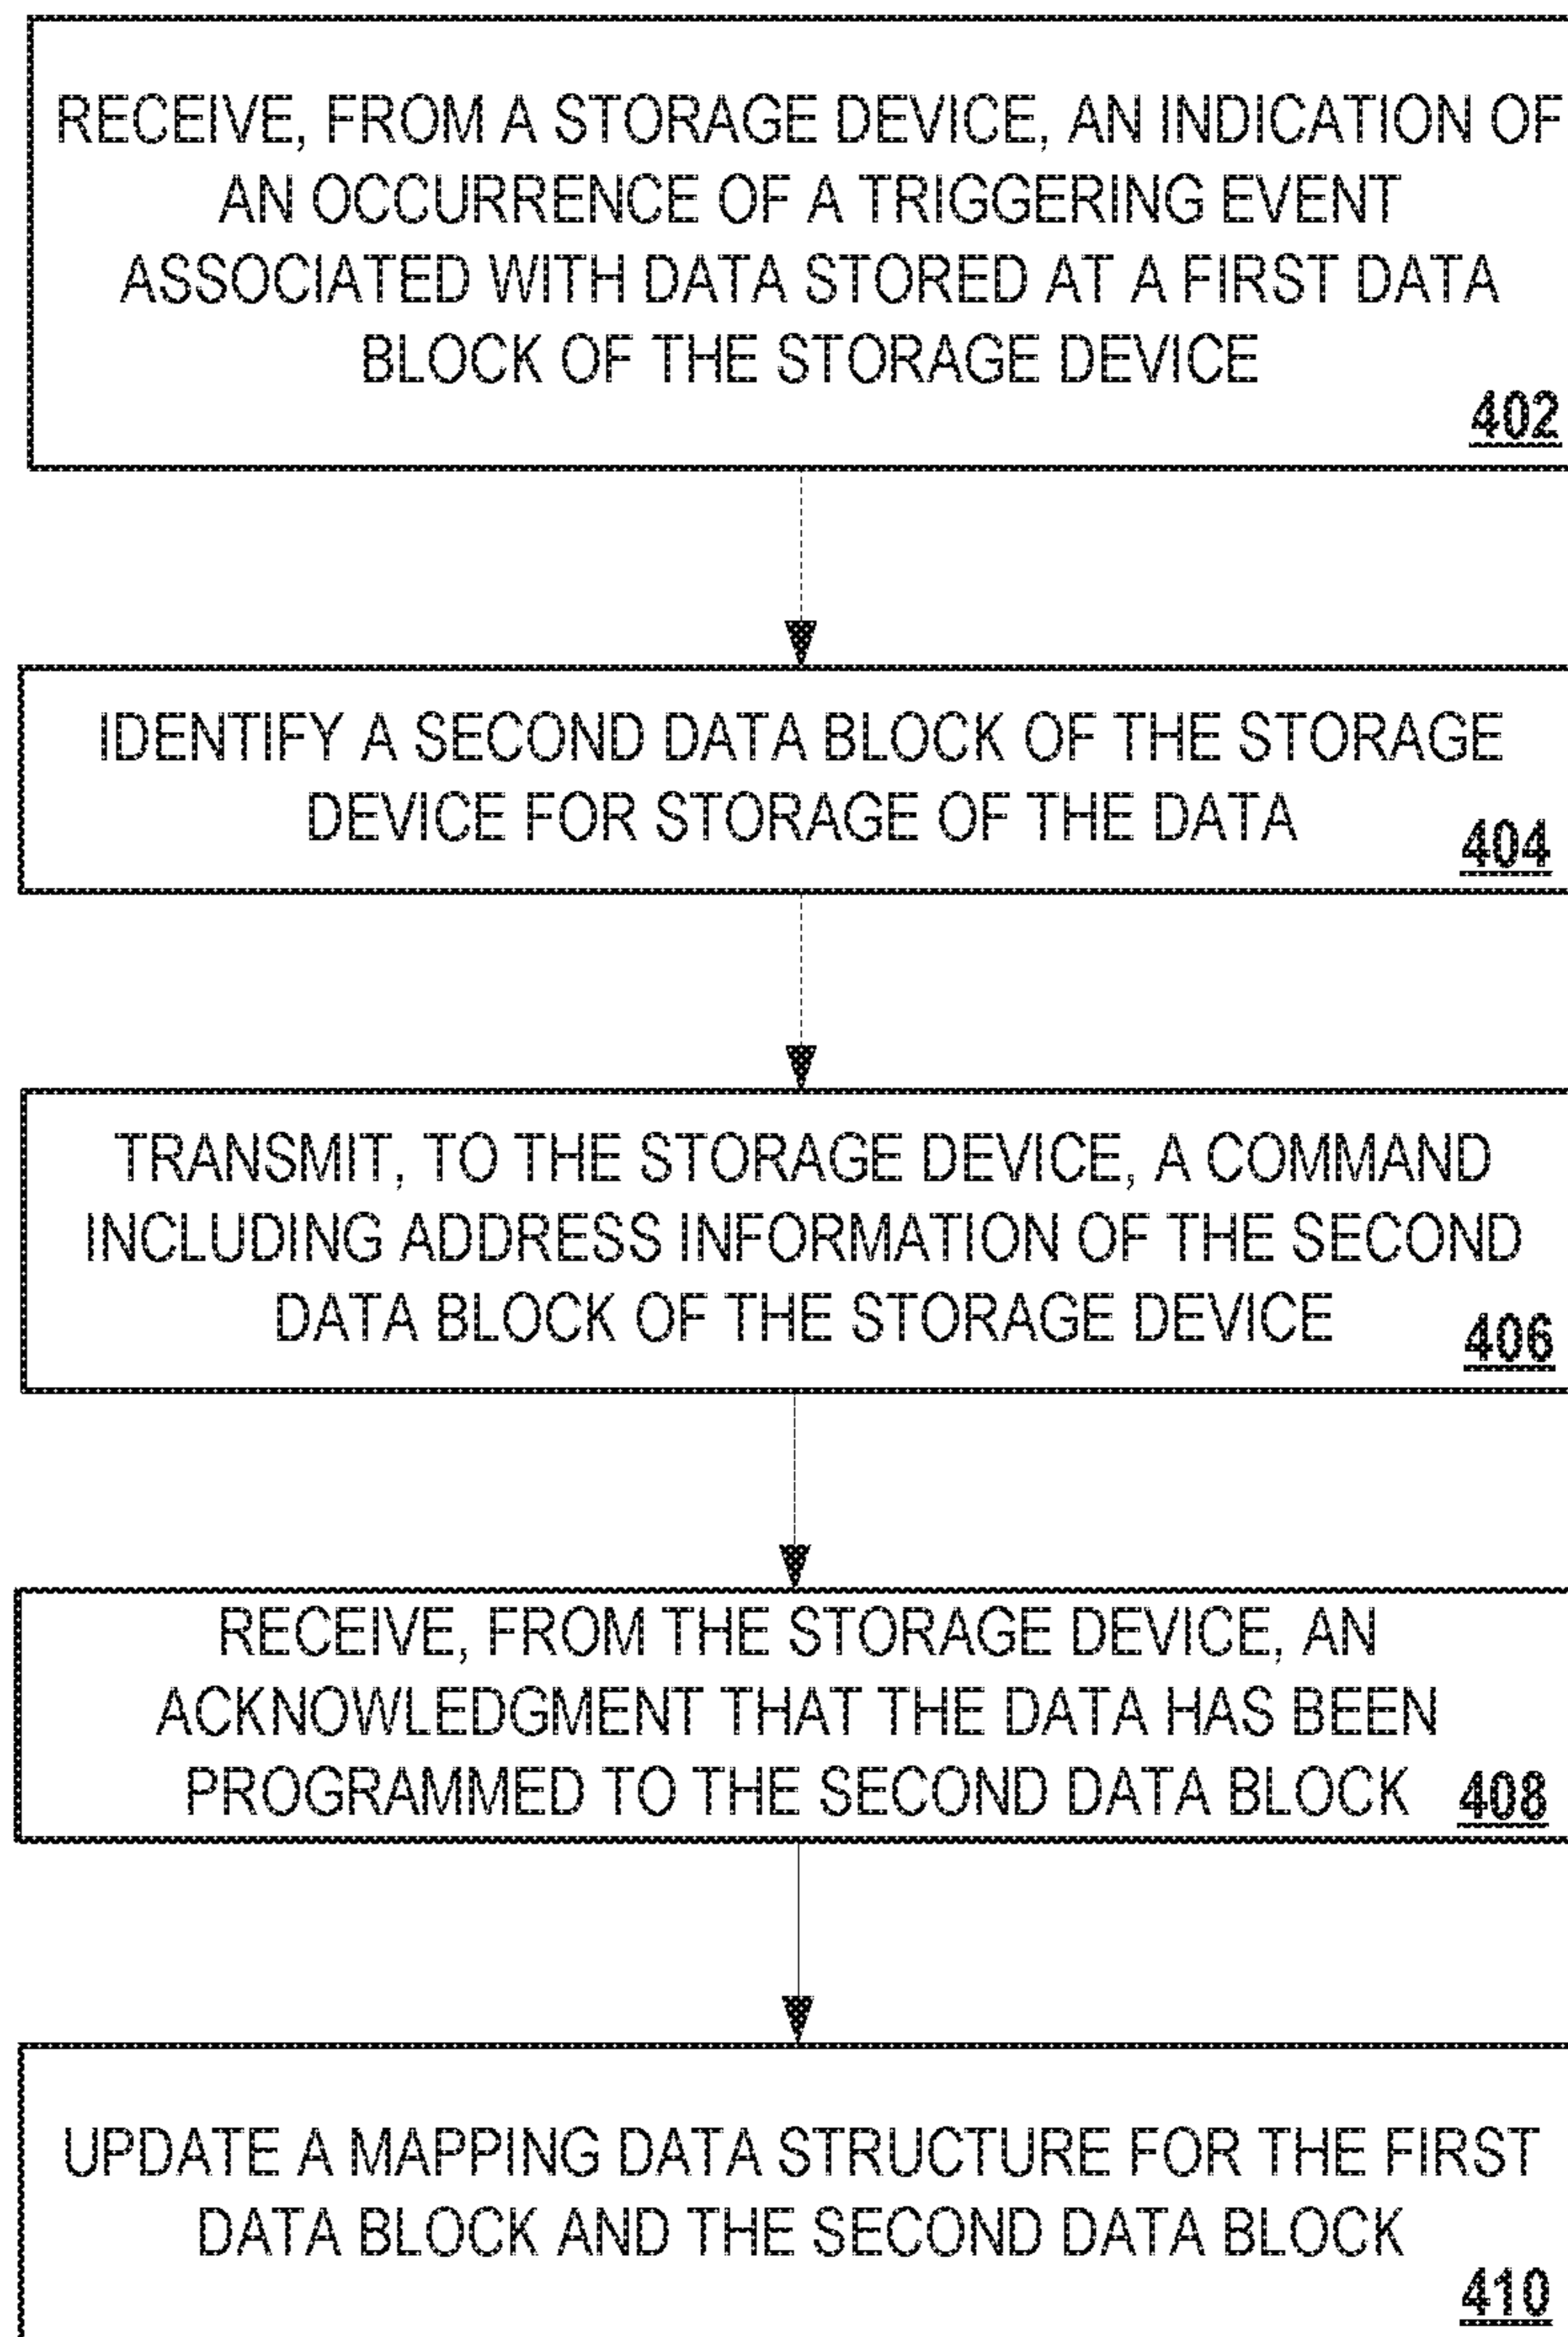 RECEIVE, FROM A STORAGE DEVICE, AN INDICATION OF
AN OCCURRENCE OF A TRIGGERING EVENT
ASSOCIATED WITH DATA STORED AT A FIRST DATA
BLOCK OF THE STORAGE DEVICE
402
IDENTIFY A SECOND DATA BLOCK OF THE STORAGE
DEVICE FOR STORAGE OF THE DATA
404
TRANSMIT, TO THE STORAGE DEVICE, A COMMAND
INCLUDING ADDRESS INFORMATION OF THE SECOND
DATA BLOCK OF THE STORAGE DEVICE
406
RECEIVE, FROM THE STORAGE DEVICE, AN
ACKNOWLEDGMENT THAT THE DATA HAS BEEN
PROGRAMMED TO THE SECOND DATA BLOCK
408
UPDATE A MAPPING DATA STRUCTURE FOR THE FIRST
DATA BLOCK AND THE SECOND DATA BLOCK
410